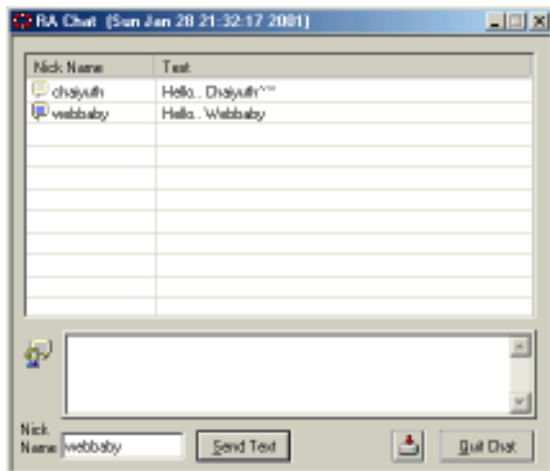 RA Chat (Sun Jan 28 21:32:17 2001)
Nick Name Text
chaiyuth Hello.. Chaiyuth^^
webbaby Hello.. Webbaby
Nick
Name webbaby Send Text Quit Chat